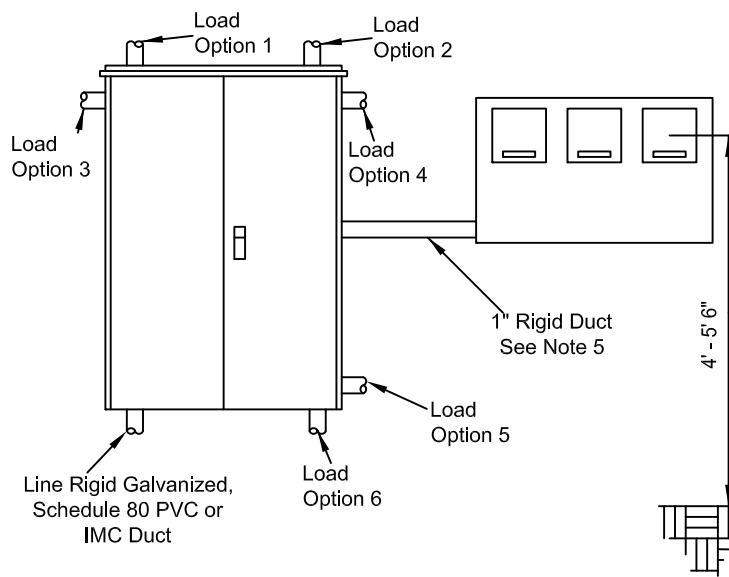 Load
Option 1
Load
Option 2
Load
Option 3
Load
Option 4
1" Rigid Duct
See Note 5
4' - 5' 6"
Load
Option 5
Load
Option 6
Line Rigid Galvanized,
Schedule 80 PVC or
IMC Duct